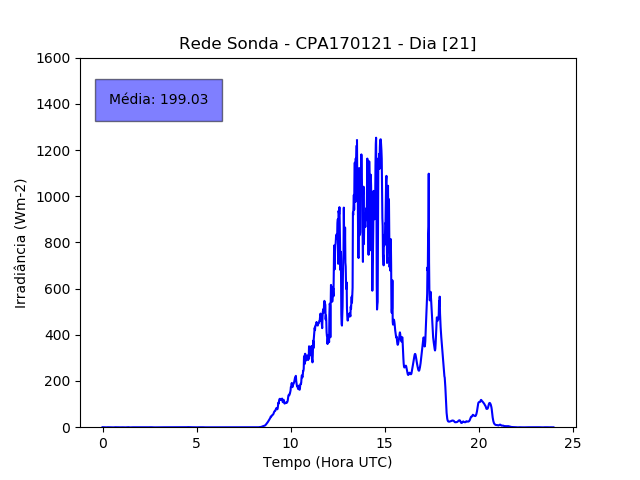 Rede Sonda - CPA170121 - Dia [21]
1600
1400
1200
1000
800
600
400
200
0
Irradiância (Wm-2)
Média: 199.03
0 5 10 15 20 25
Tempo (Hora UTC)